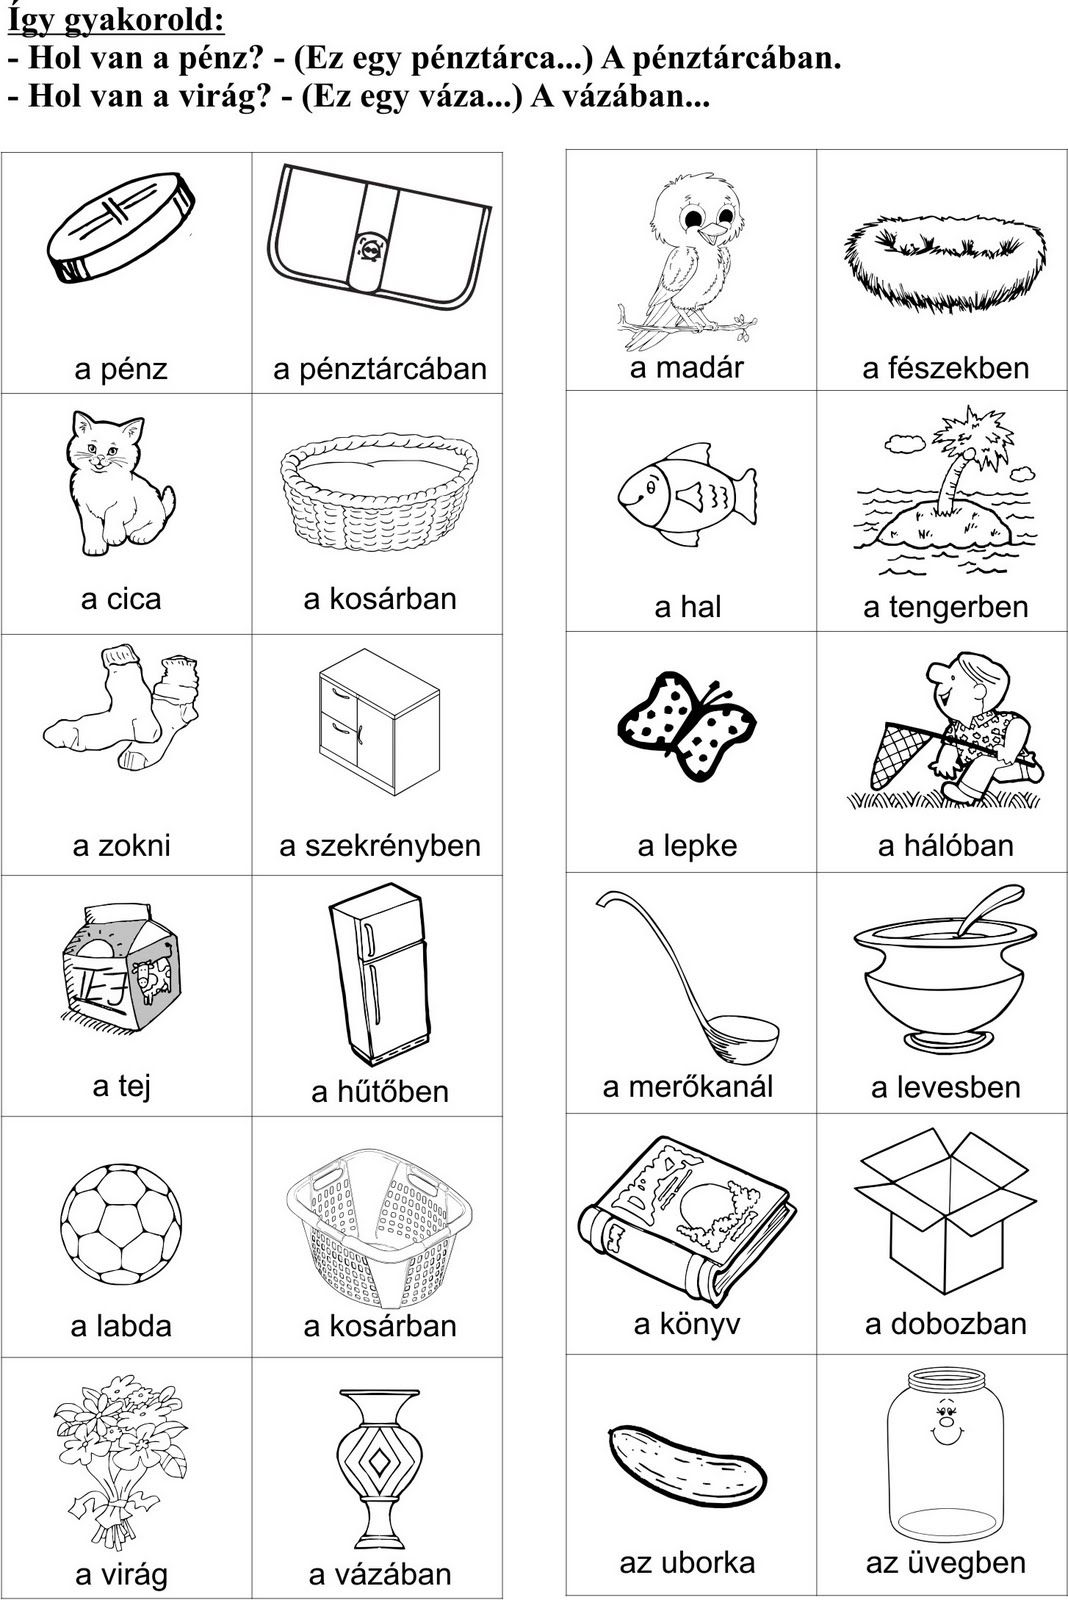 Így gyakorold:
- Hol van a pénz? - (Ez egy pénztárca...) A pénztárcában.
- Hol van a virág? - (Ez egy váza...) A vázában...
a pénz
a pénztárcában
a madár
a fészekben
a cica
a kosárban
a hal
a tengerben
a zokni
a szekrényben
a lepke
a hálóban
TEJ
a tej
a hűtőben
a merőkanál
a levesben
a labda
a kosárban
a könyv
a dobozban
a virág
a vázában
az uborka
az üvegben